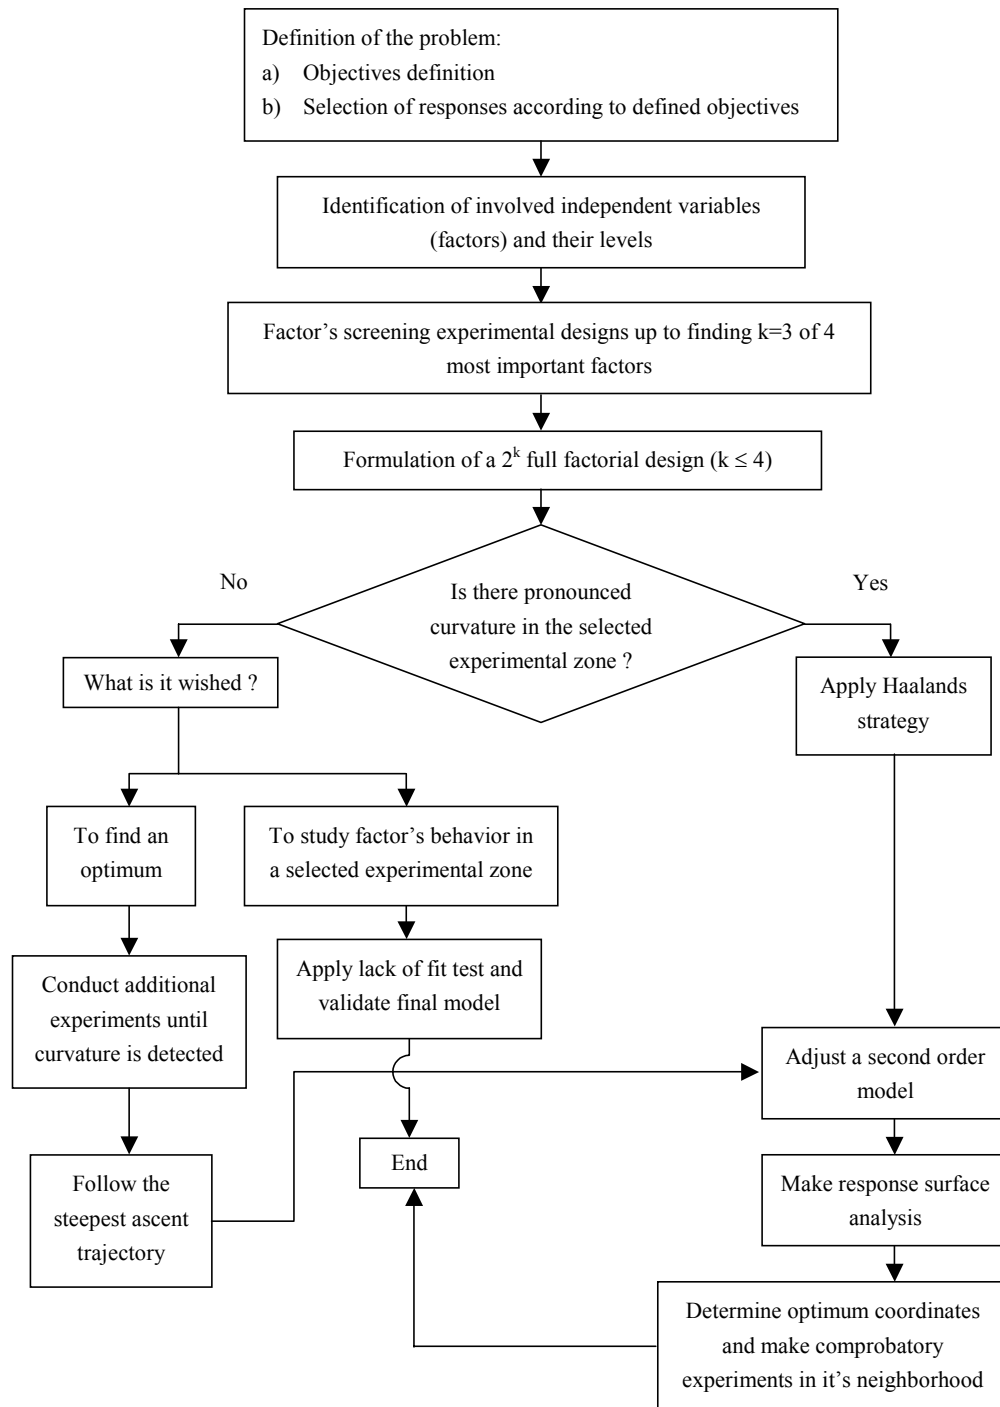 Definition of the problem:
a) Objectives definition
b) Selection of responses according to defined objectives
Identification of involved independent variables
(factors) and their levels
Factor’s screening experimental designs up to finding k=3 of 4
most important factors
Formulation of a 2^k full factorial design (k ≤ 4)
No
Yes
Is there pronounced
curvature in the selected
experimental zone ?
What is it wished ?
Apply Haalands
strategy
To find an
optimum
To study factor’s behavior in
a selected experimental zone
Conduct additional
experiments until
curvature is detected
Apply lack of fit test and
validate final model
Adjust a second order
model
End
Follow the
steepest ascent
trajectory
Make response surface
analysis
Determine optimum coordinates
and make comprobatory
experiments in it’s neighborhood